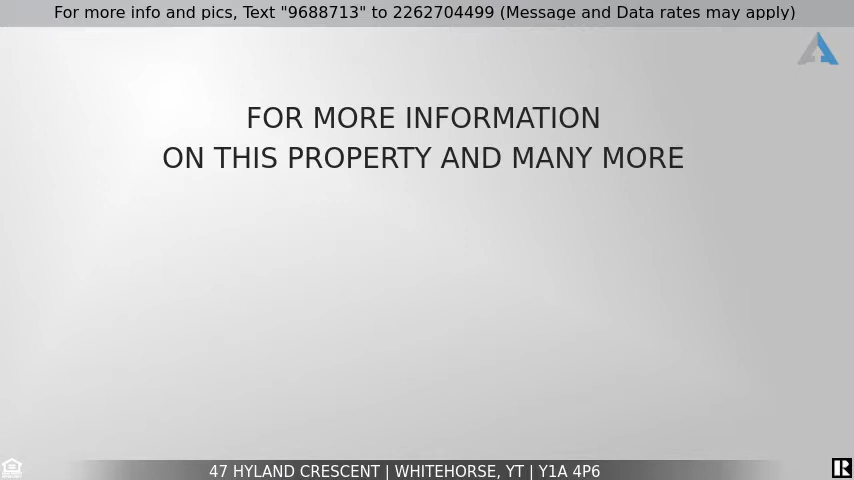 For more info and pics, Text "9688713" to 2262704499 (Message and Data rates may apply)
FOR MORE INFORMATION
ON THIS PROPERTY AND MANY MORE
47 HYLAND CRESCENT | WHITEHORSE, YT | Y1A 4P6